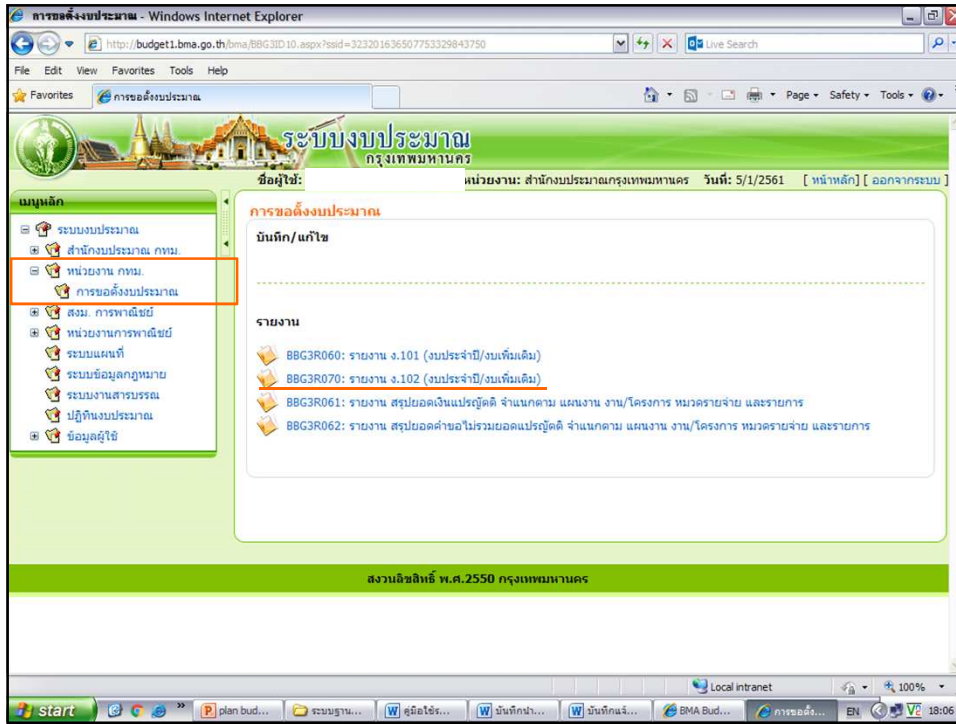 การขอตั้งงบประมาณ - Windows Internet Explorer
http://budget1.bma.go.th/bma/BBG3ID10.aspx?ssid=323201636507753329843750
Live Search
File Edit View Favorites Tools Help
Favorites การขอตั้งงบประมาณ Page Safety Tools
ระบบงบประมาณ
กรุงเทพมหานคร
ชื่อผู้ใช้: หน่วยงาน: สำนักงบประมาณกรุงเทพมหานคร วันที่: 5/1/2561 [ หน้าหลัก] [ ออกจากระบบ ]
เมนูหลัก
ระบบงบประมาณ
สำนักงบประมาณ กทม.
หน่วยงาน กทม.
การขอตั้งงบประมาณ
สงม. การพาณิชย์
หน่วยงานการพาณิชย์
ระบบแผนที่
ระบบข้อมูลกฎหมาย
ระบบงานสารบรรณ
ปฏิทินงบประมาณ
ข้อมูลผู้ใช้
การขอตั้งงบประมาณ
บันทึก/แก้ไข
รายงาน
BBG3R060: รายงาน ง.101 (งบประจำปี/งบเพิ่มเติม)
BBG3R070: รายงาน ง.102 (งบประจำปี/งบเพิ่มเติม)
BBG3R061: รายงาน สรุปยอดเงินแปรญัตติ จำแนกตาม แผนงาน งาน/โครงการ หมวดรายจ่าย และรายการ
BBG3R062: รายงาน สรุปยอดคำขอไม่รวมยอดแปรญัตติ จำแนกตาม แผนงาน งาน/โครงการ หมวดรายจ่าย และรายการ
สงวนลิขสิทธิ์ พ.ศ.2550 กรุงเทพมหานคร
Local intranet 100%
start plan bud... ระบบฐาน... คู่มือใช้ร... บันทึกนำ... บันทึกแจ้... BMA Bud... การขอตั้ง... EN 18:06